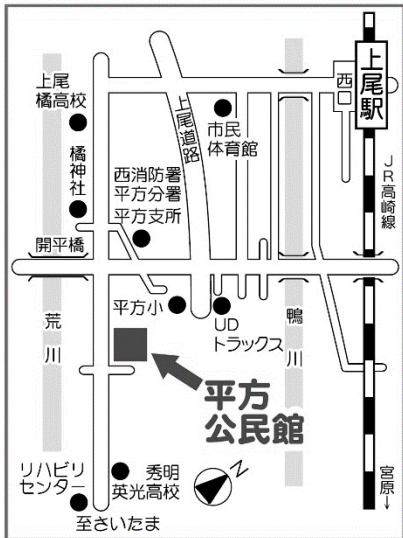 上尾
橘高校
橘神社
西消防署
平方分署
平方支所
開平橋
荒川
上尾道路
市民
体育館
西口
上尾駅
JR高崎線
平方小
UD
トラックス
鴨川
平方
公民館
リハビリ
センター
秀明
英光高校
至さいたま
N
宮原↓